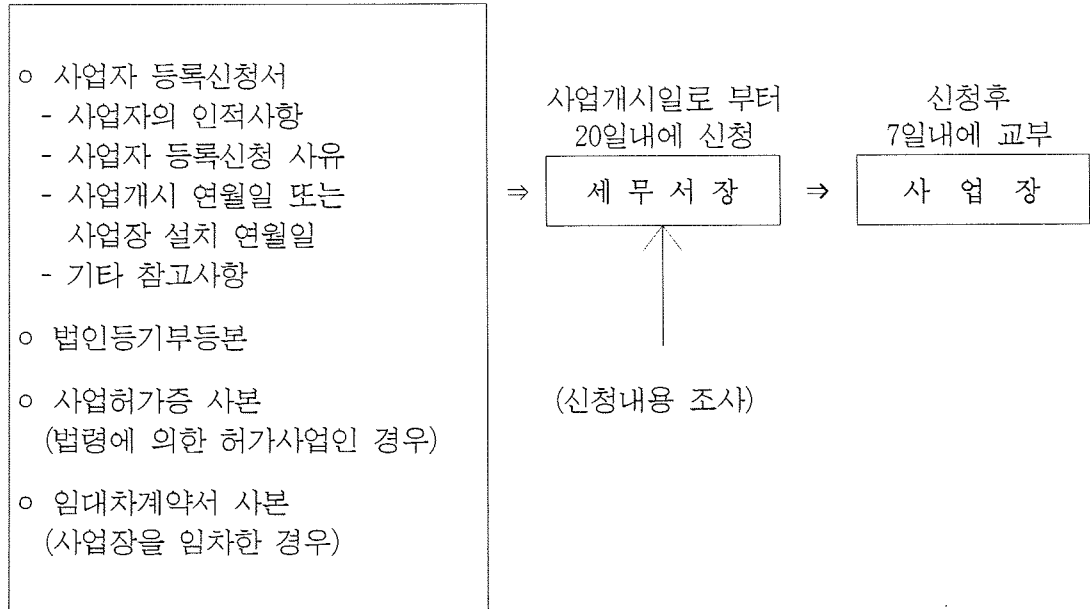 ○ 사업자 등록신청서
- 사업자의 인적사항
- 사업자 등록신청 사유
- 사업개시 연월일 또는
사업장 설치 연월일
- 기타 참고사항
○ 법인등기부등본
○ 사업허가증 사본
(법령에 의한 허가사업인 경우)
○ 임대차계약서 사본
(사업장을 임차한 경우)
⇒
사업개시일로 부터
20일내에 신청
세 무 서 장
(신청내용 조사)
⇒
신청후
7일내에 교부
사 업 장